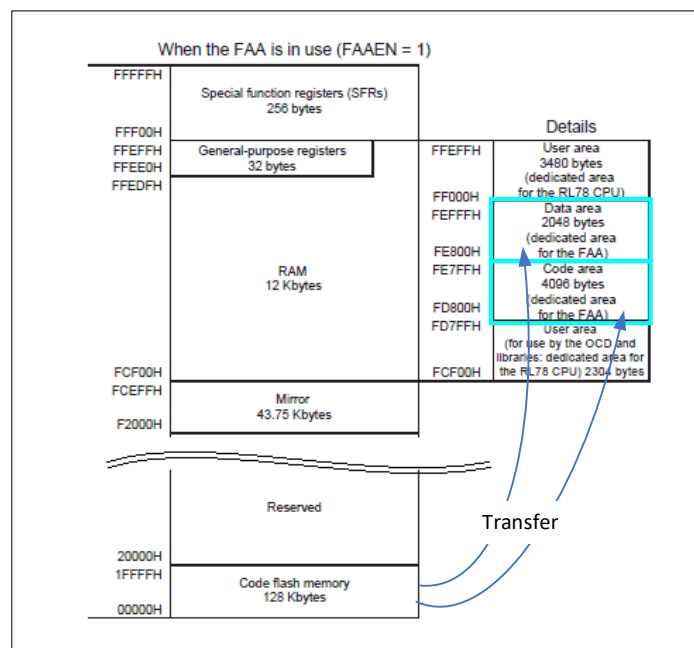 When the FAA is in use (FAAEN = 1)
FFFFFH
Special function registers (SFRs)
256 bytes
FFF00H
FFEFFH
General-purpose registers
32 bytes
FFEE0H
FFEDFH
RAM
12 Kbytes
FCF00H
FCEFFH
Mirror
43.75 Kbytes
F2000H
Reserved
20000H
1FFFFH
Code flash memory
128 Kbytes
00000H
Details
FFEFFH
User area
3480 bytes
(dedicated area
for the RL78 CPU)
FF000H
FEFFFH
Data area
2048 bytes
(dedicated area
for the FAA)
FE800H
FE7FFH
Code area
4096 bytes
(dedicated area
for the FAA)
FD800H
FD7FFH
User area
(for use by the OCD and
libraries: dedicated area for
the RL78 CPU) 2304 bytes
FCF00H
Transfer